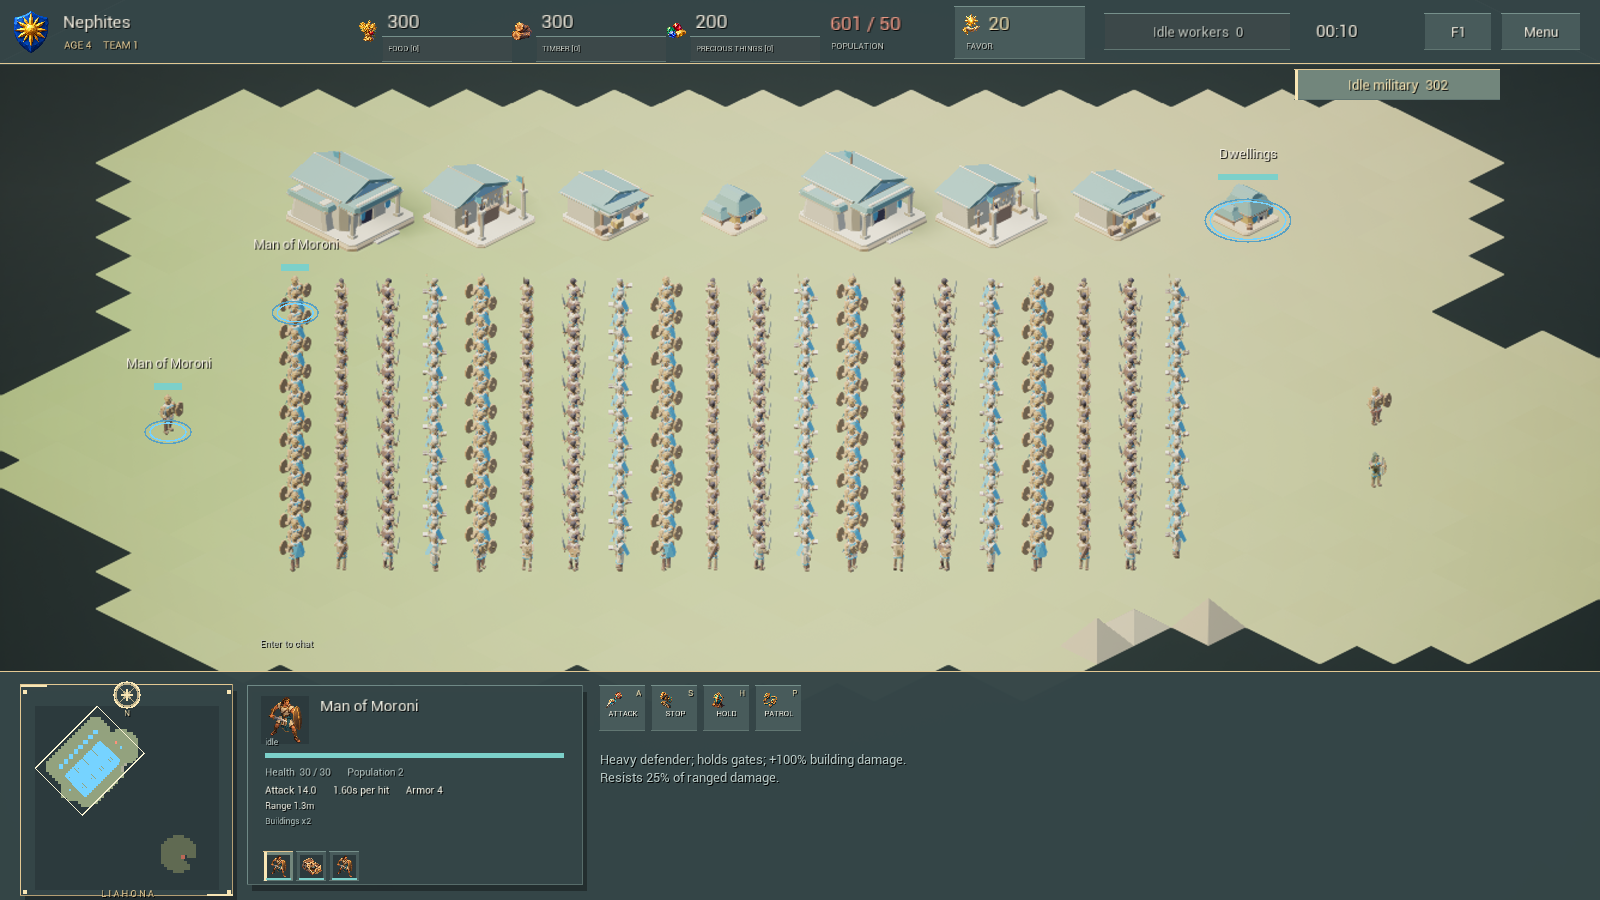 Nephites
AGE 4 TEAM 1
300
FOOD [0]
300
TIMBER [0]
200
PRECIOUS THINGS [0]
601 / 50
POPULATION
20
FAVOR
Idle workers 0
00:10
F1
Menu
Idle military 302
Dwellings
Man of Moroni
Man of Moroni
Enter to chat
N
LIAHONA
Man of Moroni
idle
Health 30 / 30 Population 2
Attack 14.0 1.60s per hit Armor 4
Range 1.3m
Buildings x2
A
ATTACK
S
STOP
H
HOLD
P
PATROL
Heavy defender; holds gates; +100% building damage.
Resists 25% of ranged damage.